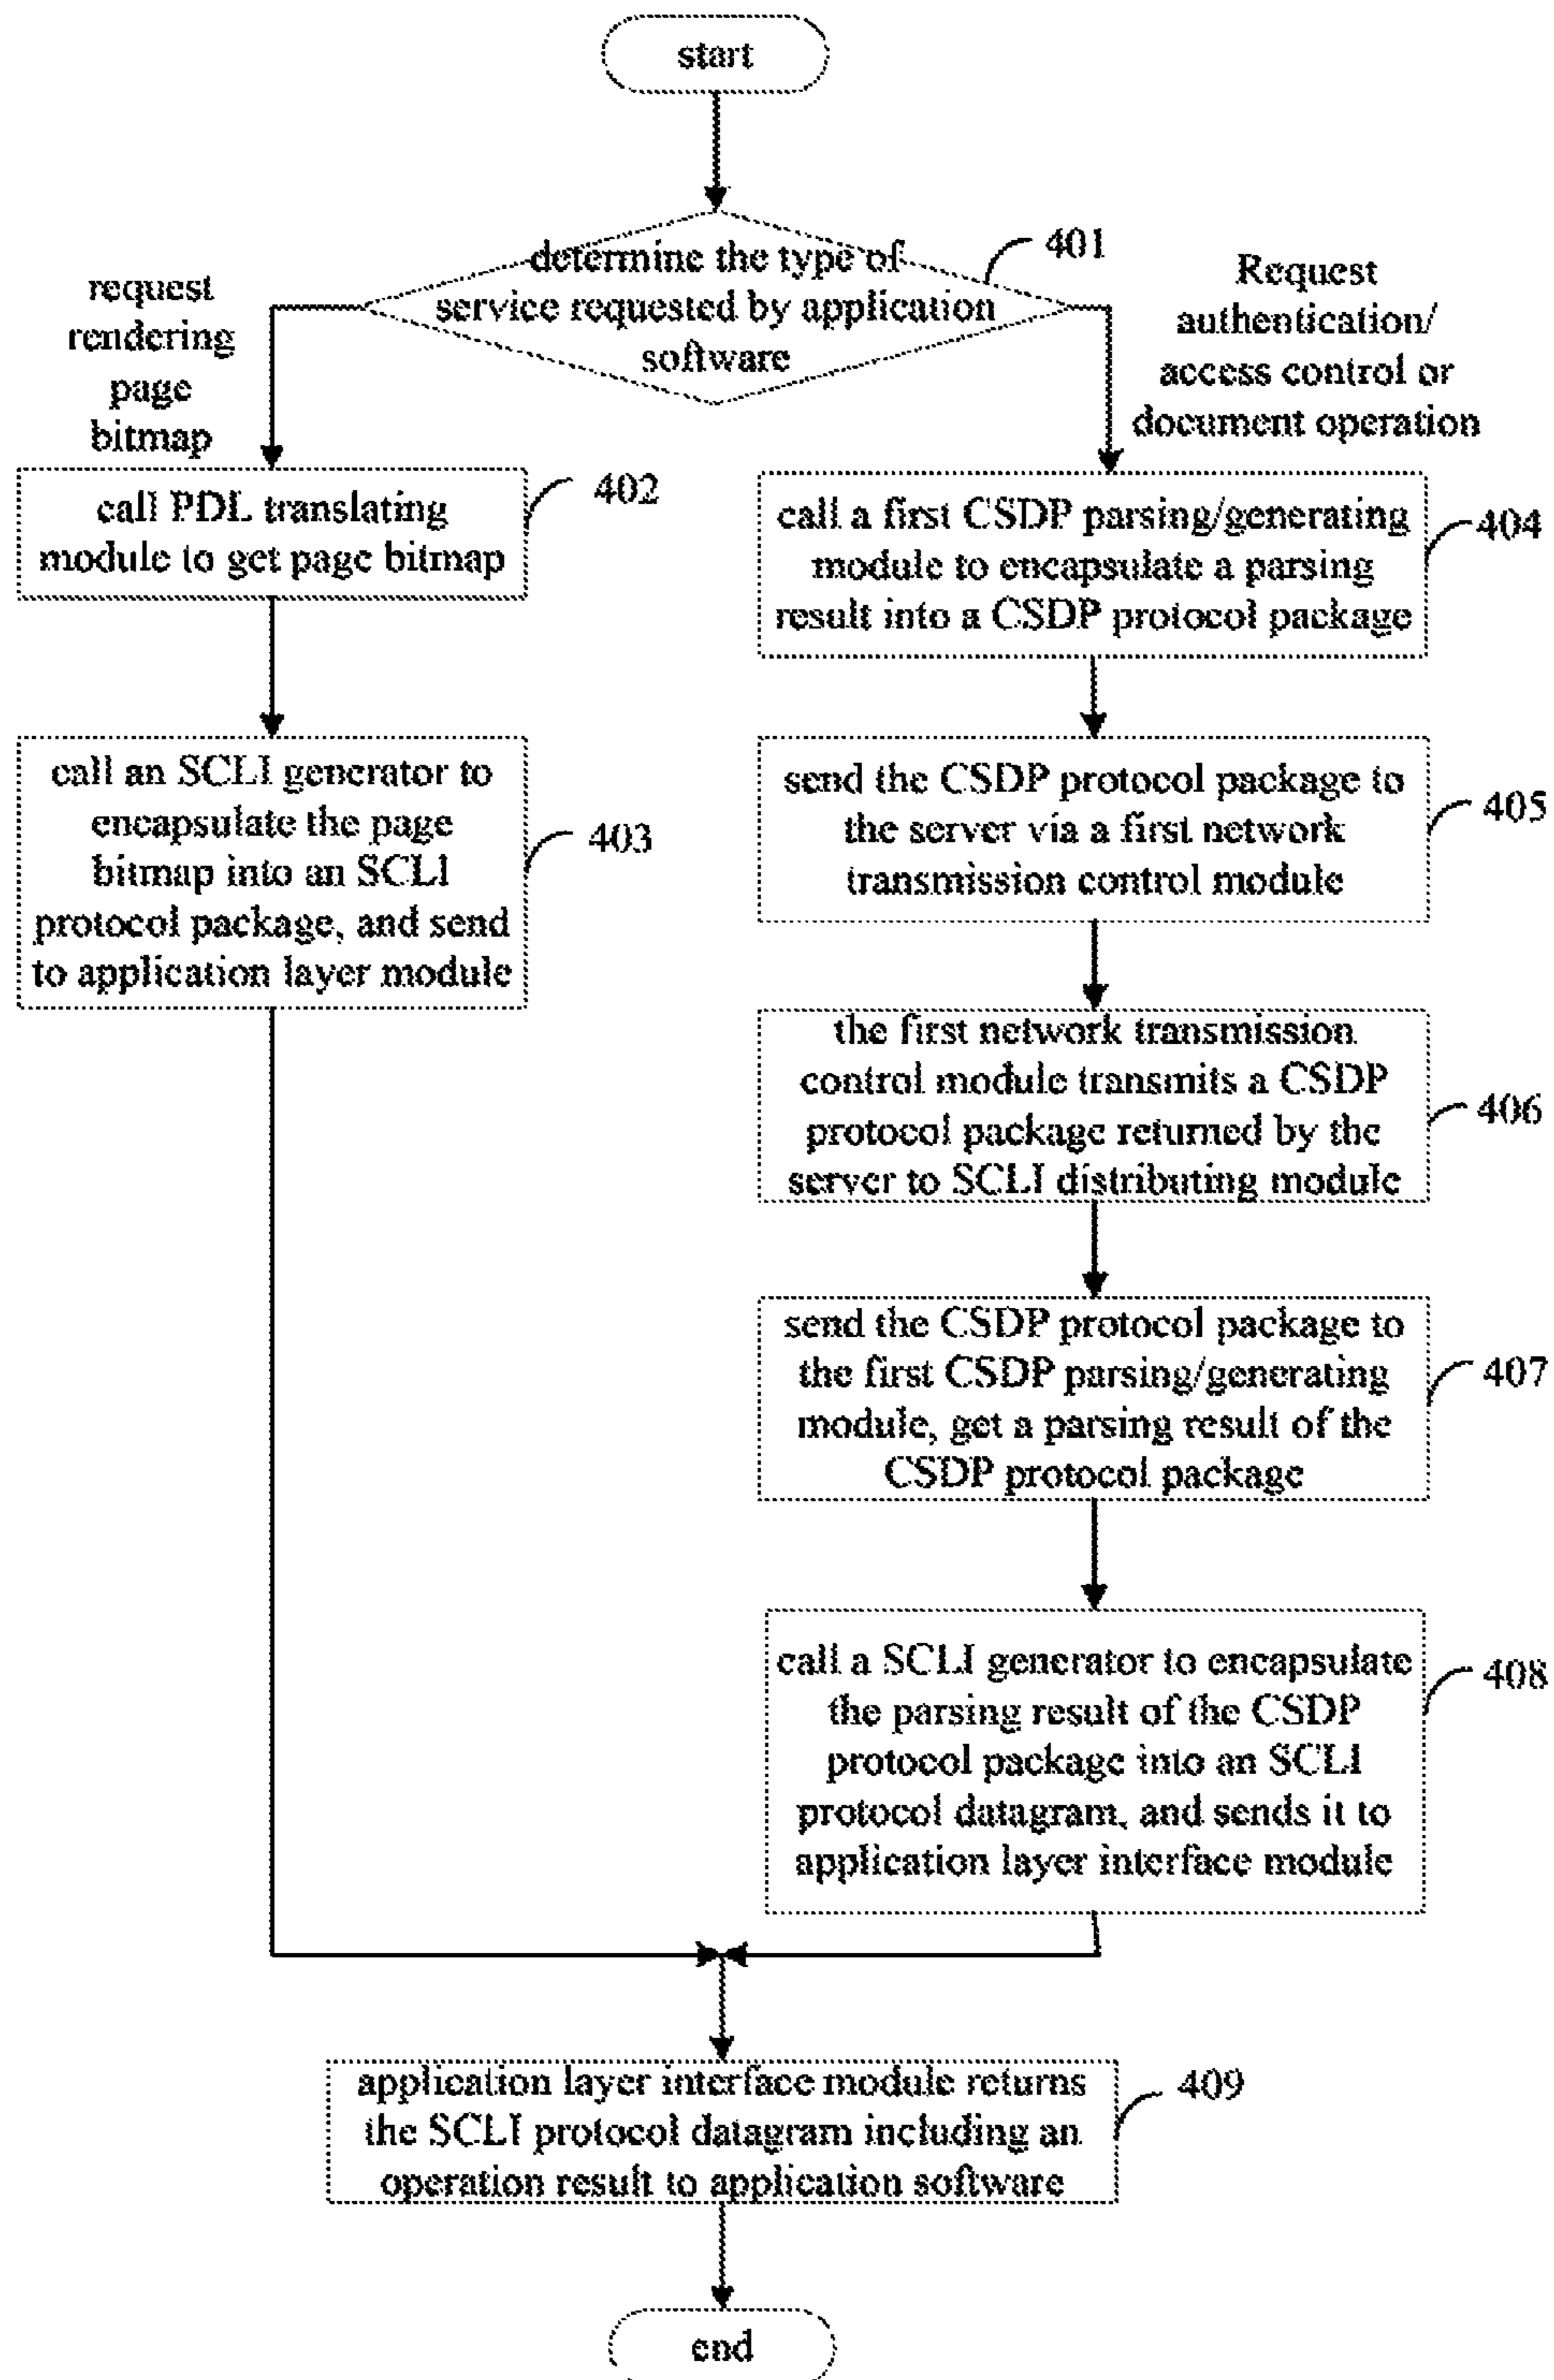 start
determine the type of
service requested by application
software
401
request
rendering
page
bitmap
Request
authentication/
access control or
document operation
call PDL translating
module to get page bitmap
402
call a first CSDP parsing/generating
module to encapsulate a parsing
result into a CSDP protocol package
404
call an SCLI generator to
encapsulate the page
bitmap into an SCLI
protocol package, and send
to application layer module
403
send the CSDP protocol package to
the server via a first network
transmission control module
405
the first network transmission
control module transmits a CSDP
protocol package returned by the
server to SCLI distributing module
406
send the CSDP protocol package to
the first CSDP parsing/generating
module, get a parsing result of the
CSDP protocol package
407
call a SCLI generator to encapsulate
the parsing result of the CSDP
protocol package into an SCLI
protocol datagram, and sends it to
application layer interface module
408
application layer interface module returns
the SCLI protocol datagram including an
operation result to application software
409
end